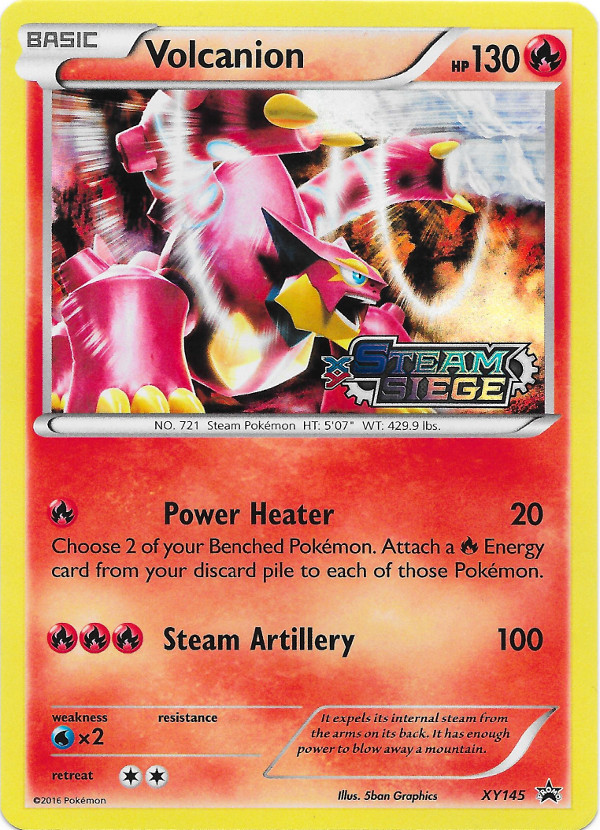 BASIC
Volcanion
HP 130
XY
STEAM
SIEGE
NO. 721 Steam Pokémon HT: 5'07" WT: 429.9 lbs.
Power Heater 20
Choose 2 of your Benched Pokémon. Attach a Energy
card from your discard pile to each of those Pokémon.
Steam Artillery 100
weakness resistance
×2
It expels its internal steam from
the arms on its back. It has enough
power to blow away a mountain.
retreat
©2016 Pokémon
Illus. 5ban Graphics
XY145
PROMO